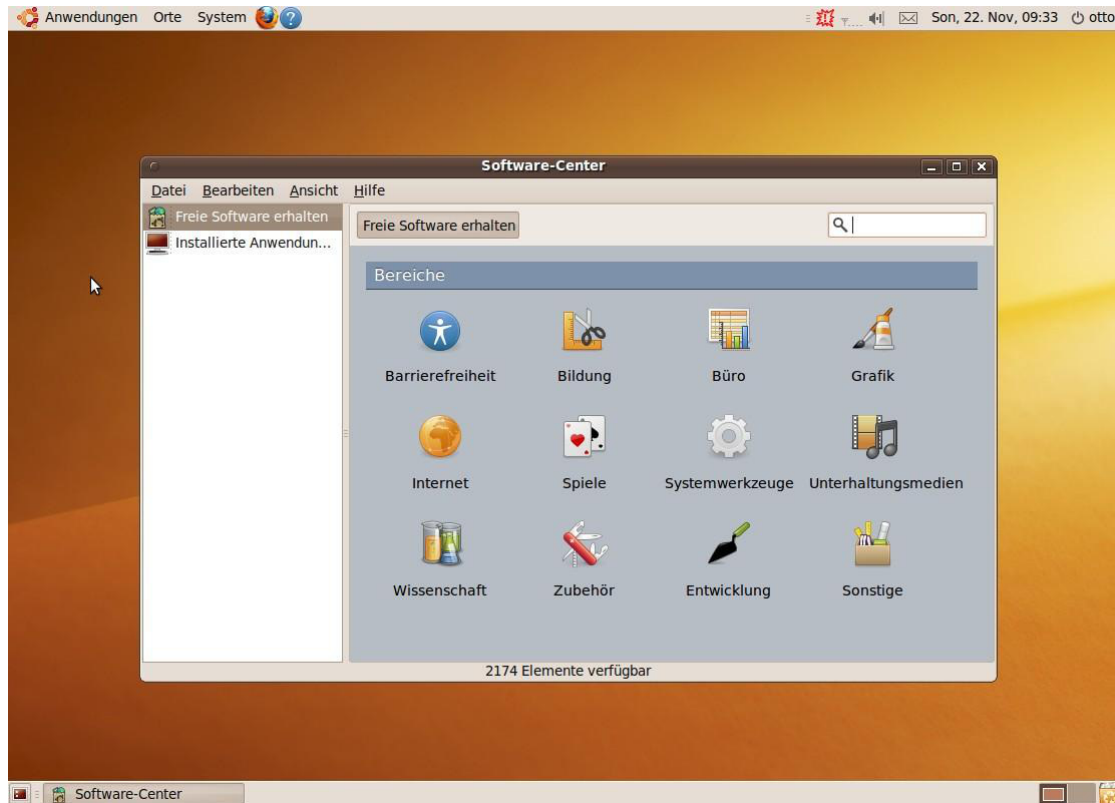 Anwendungen Orte System Son, 22. Nov, 09:33 otto
Software-Center
Datei Bearbeiten Ansicht Hilfe
Freie Software erhalten
Installierte Anwendun...
Freie Software erhalten
Bereiche
Barrierefreiheit Bildung Büro Grafik
Internet Spiele Systemwerkzeuge Unterhaltungsmedien
Wissenschaft Zubehör Entwicklung Sonstige
2174 Elemente verfügbar
Software-Center